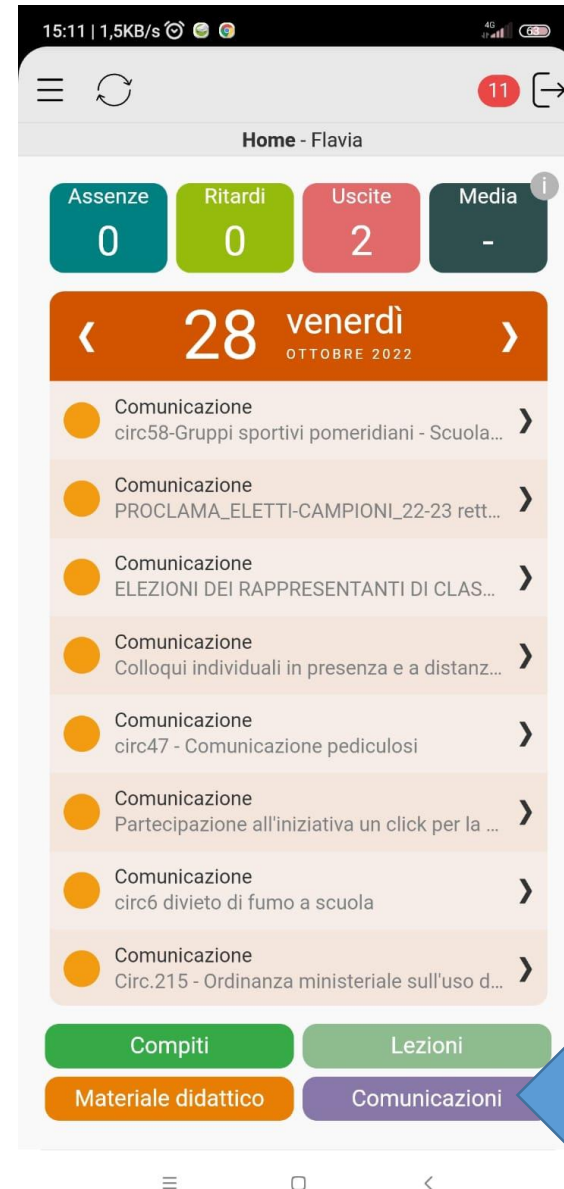 15:11 | 1,5KB/s 4G 63
11
Home - Flavia
Assenze Ritardi Uscite Media i
0 0 2 -
28 venerdì
OTTOBRE 2022
Comunicazione
circ58-Gruppi sportivi pomeridiani - Scuola...
Comunicazione
PROCLAMA_ELETTI-CAMPIONI_22-23 rett...
Comunicazione
ELEZIONI DEI RAPPRESENTANTI DI CLAS...
Comunicazione
Colloqui individuali in presenza e a distanz...
Comunicazione
circ47 - Comunicazione pediculosi
Comunicazione
Partecipazione all'iniziativa un click per la ...
Comunicazione
circ6 divieto di fumo a scuola
Comunicazione
Circ.215 - Ordinanza ministeriale sull'uso d...
Compiti Lezioni
Materiale didattico Comunicazioni